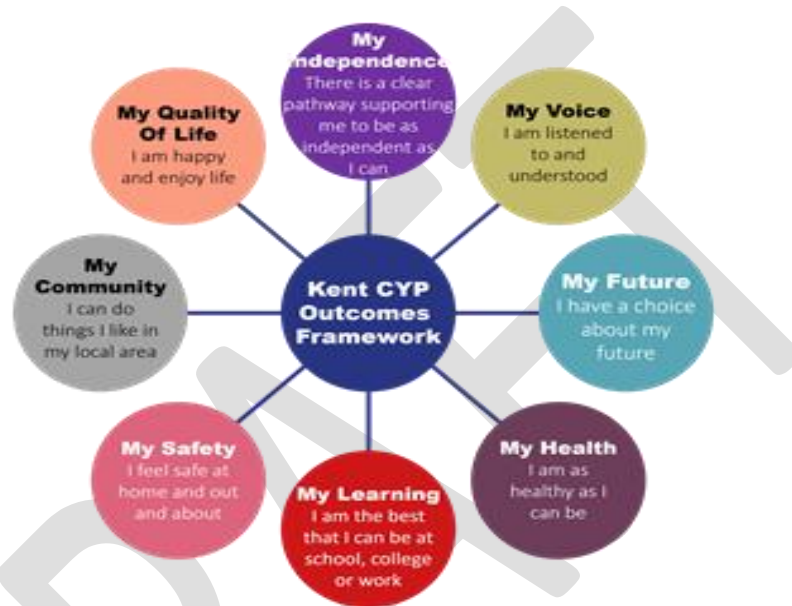 My
Independence
There is a clear
pathway supporting
me to be as
independent as
I can
My Voice
I am listened
to and
understood
My Future
I have a choice
about my
future
My Health
I am as
healthy as I
can be
My Learning
I am the best
that I can be at
school, college
or work
My Safety
I feel safe at
home and out
and about
My
Community
I can do
things I like in
my local area
My Quality
Of Life
I am happy
and enjoy life
Kent CYP
Outcomes
Framework
DRAFT